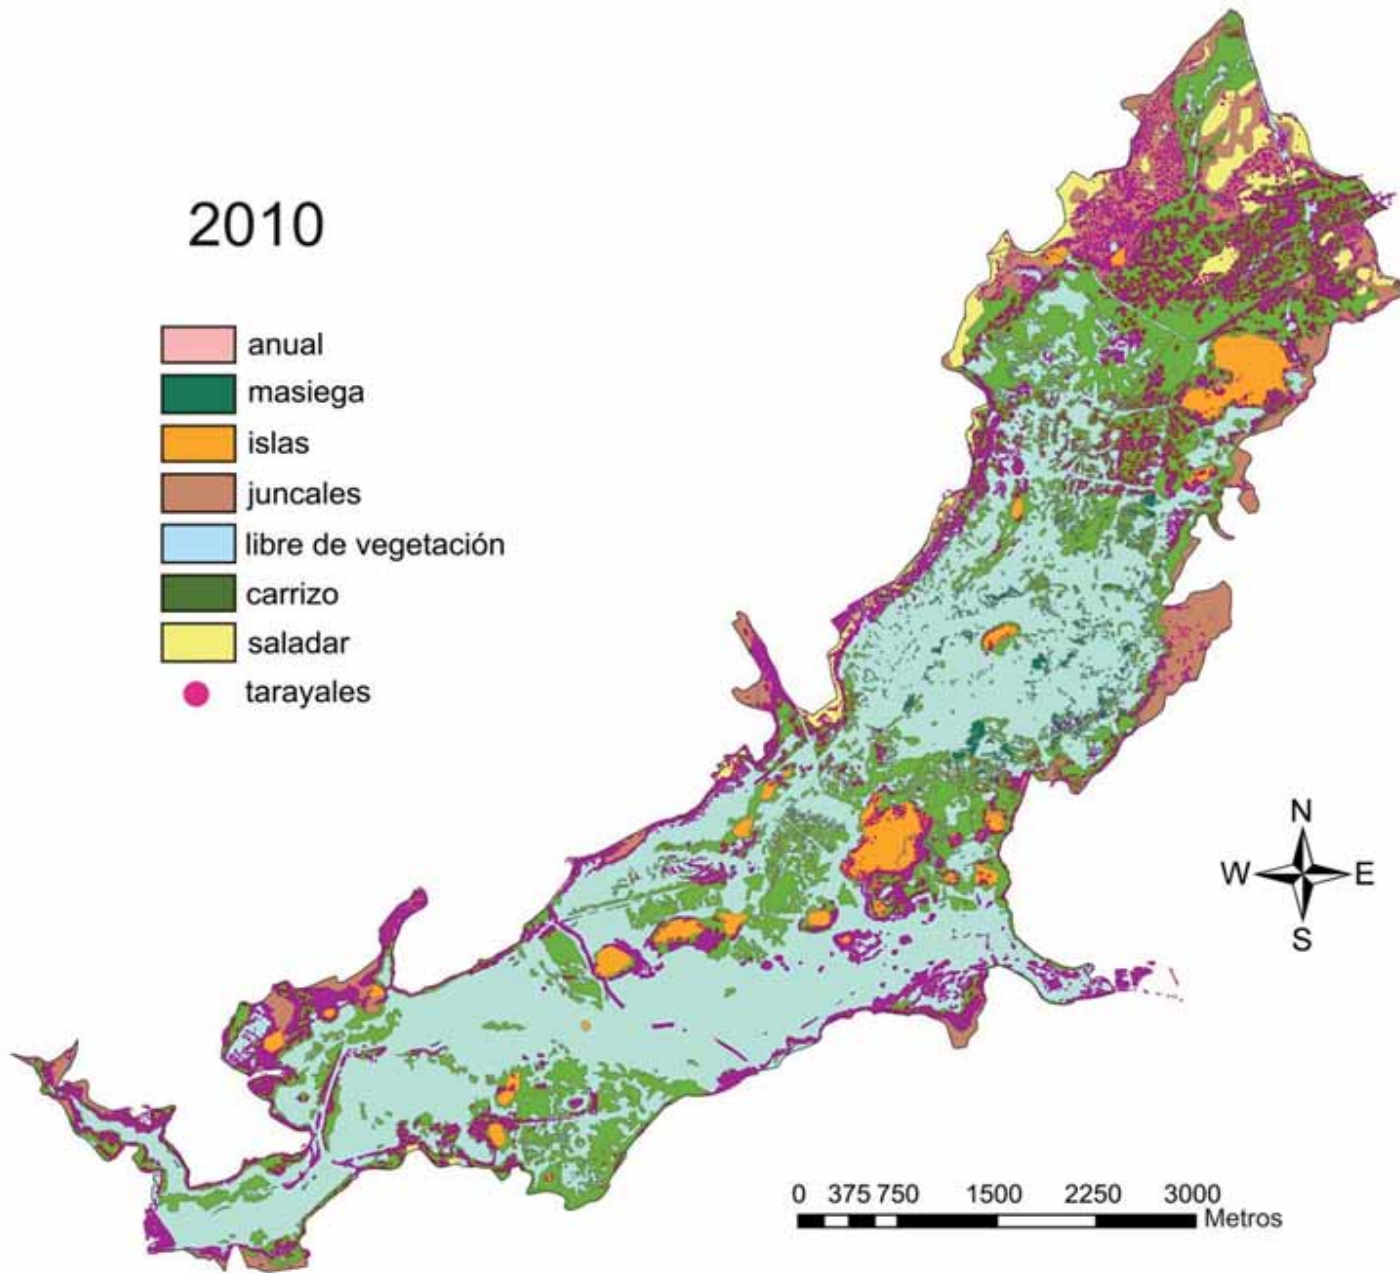 2010
anual
masiega
islas
juncales
libre de vegetación
carrizo
saladar
tarayales
N
W E
S
0 375 750 1500 2250 3000
Metros